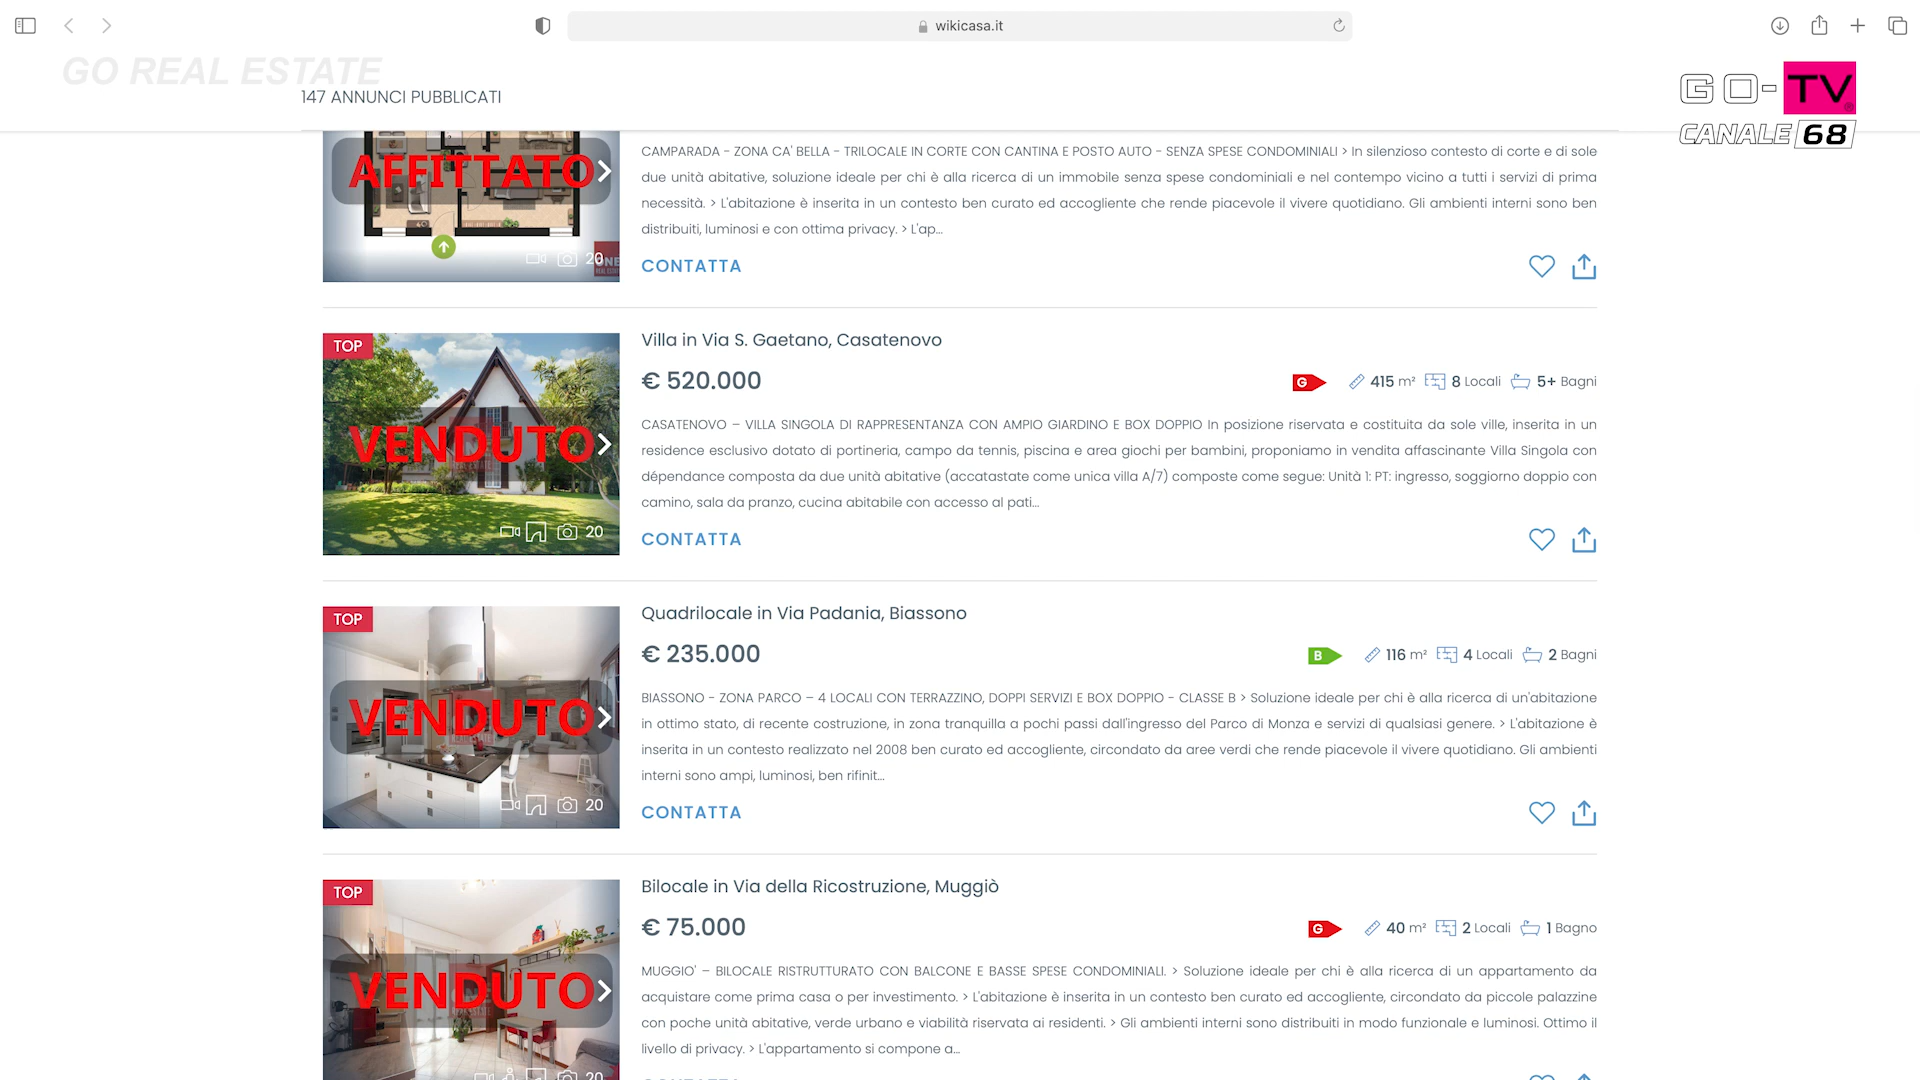 wikicasa.it
GO REAL ESTATE
147 ANNUNCI PUBBLICATI
GO-TV
CANALE 68
AFFITTATO
20
CAMPARADA - ZONA CA' BELLA - TRILOCALE IN CORTE CON CANTINA E POSTO AUTO - SENZA SPESE CONDOMINIALI > In silenzioso contesto di corte e di sole
due unità abitative, soluzione ideale per chi è alla ricerca di un immobile senza spese condominiali e nel contempo vicino a tutti i servizi di prima
necessità. > L'abitazione è inserita in un contesto ben curato ed accogliente che rende piacevole il vivere quotidiano. Gli ambienti interni sono ben
distribuiti, luminosi e con ottima privacy. > L'ap...
CONTATTA
TOP
VENDUTO
20
Villa in Via S. Gaetano, Casatenovo
€ 520.000
G 415 m² 8 Locali 5+ Bagni
CASATENOVO – VILLA SINGOLA DI RAPPRESENTANZA CON AMPIO GIARDINO E BOX DOPPIO In posizione riservata e costituita da sole ville, inserita in un
residence esclusivo dotato di portineria, campo da tennis, piscina e area giochi per bambini, proponiamo in vendita affascinante Villa Singola con
dépendance composta da due unità abitative (accatastate come unica villa A/7) composte come segue: Unità 1: PT: ingresso, soggiorno doppio con
camino, sala da pranzo, cucina abitabile con accesso al pati...
CONTATTA
TOP
VENDUTO
20
Quadrilocale in Via Padania, Biassono
€ 235.000
B 116 m² 4 Locali 2 Bagni
BIASSONO - ZONA PARCO – 4 LOCALI CON TERRAZZINO, DOPPI SERVIZI E BOX DOPPIO - CLASSE B > Soluzione ideale per chi è alla ricerca di un'abitazione
in ottimo stato, di recente costruzione, in zona tranquilla a pochi passi dall'ingresso del Parco di Monza e servizi di qualsiasi genere. > L'abitazione è
inserita in un contesto realizzato nel 2008 ben curato ed accogliente, circondato da aree verdi che rende piacevole il vivere quotidiano. Gli ambienti
interni sono ampi, luminosi, ben rifinit...
CONTATTA
TOP
VENDUTO
20
Bilocale in Via della Ricostruzione, Muggiò
€ 75.000
G 40 m² 2 Locali 1 Bagno
MUGGIO' – BILOCALE RISTRUTTURATO CON BALCONE E BASSE SPESE CONDOMINIALI. > Soluzione ideale per chi è alla ricerca di un appartamento da
acquistare come prima casa o per investimento. > L'abitazione è inserita in un contesto ben curato ed accogliente, circondato da piccole palazzine
con poche unità abitative, verde urbano e viabilità riservata ai residenti. > Gli ambienti interni sono distribuiti in modo funzionale e luminosi. Ottimo il
livello di privacy. > L'appartamento si compone a...